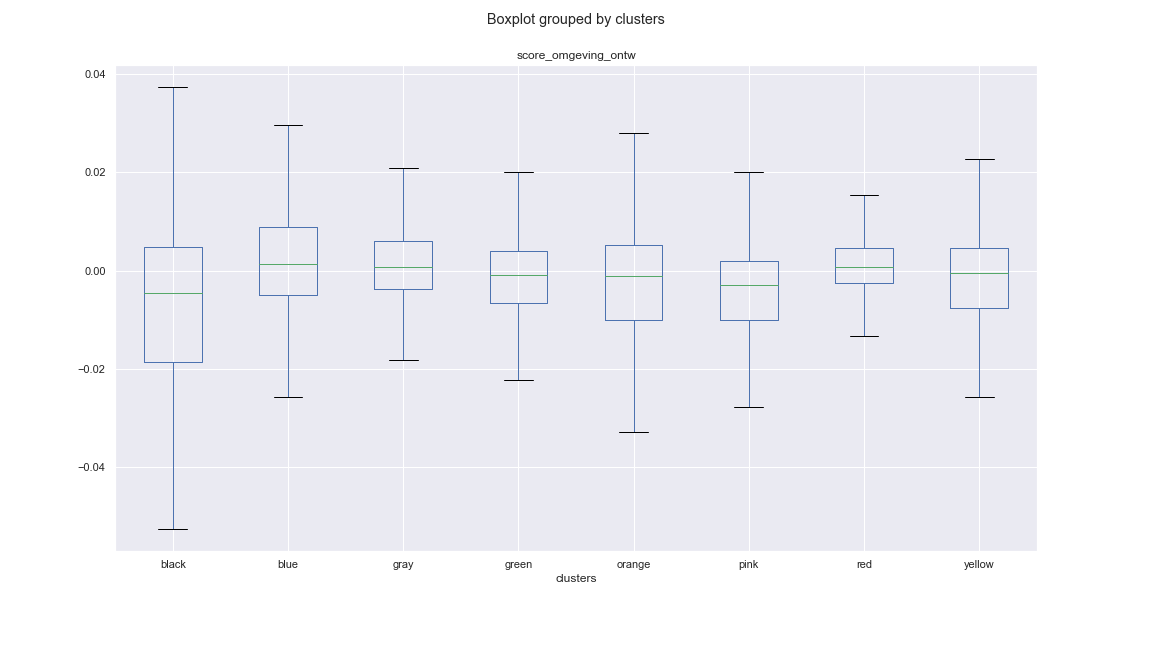 Boxplot grouped by clusters
score_omgeving_ontw
0.04
0.02
0.00
−0.02
−0.04
black blue gray green orange pink red yellow
clusters